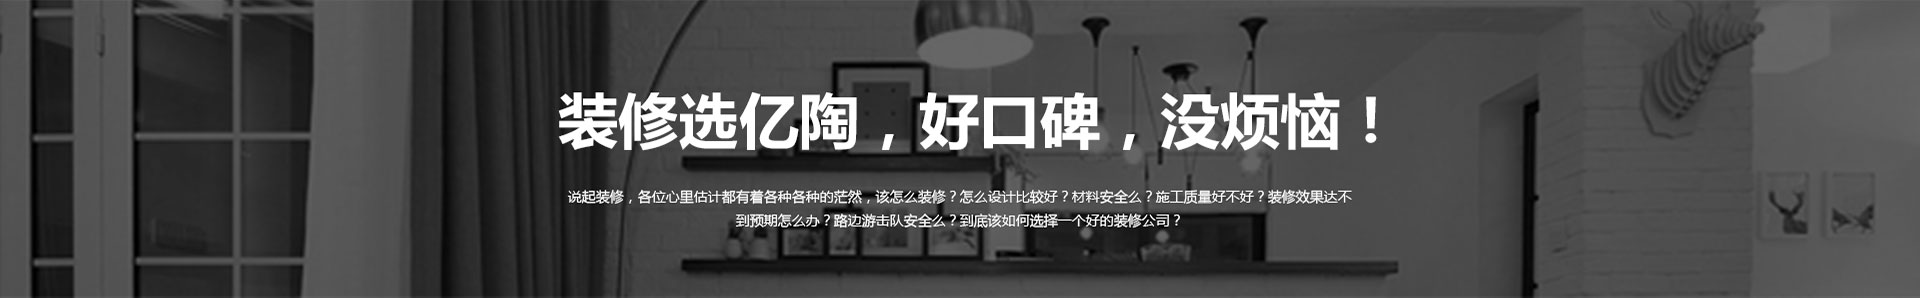 装修选亿陶，好口碑，没烦恼！
说起装修，各位心里估计都有着各种各种的茫然，该怎么装修？怎么设计比较好？材料安全么？施工质量好不好？装修效果达不
到预期怎么办？路边游击队安全么？到底该如何选择一个好的装修公司？